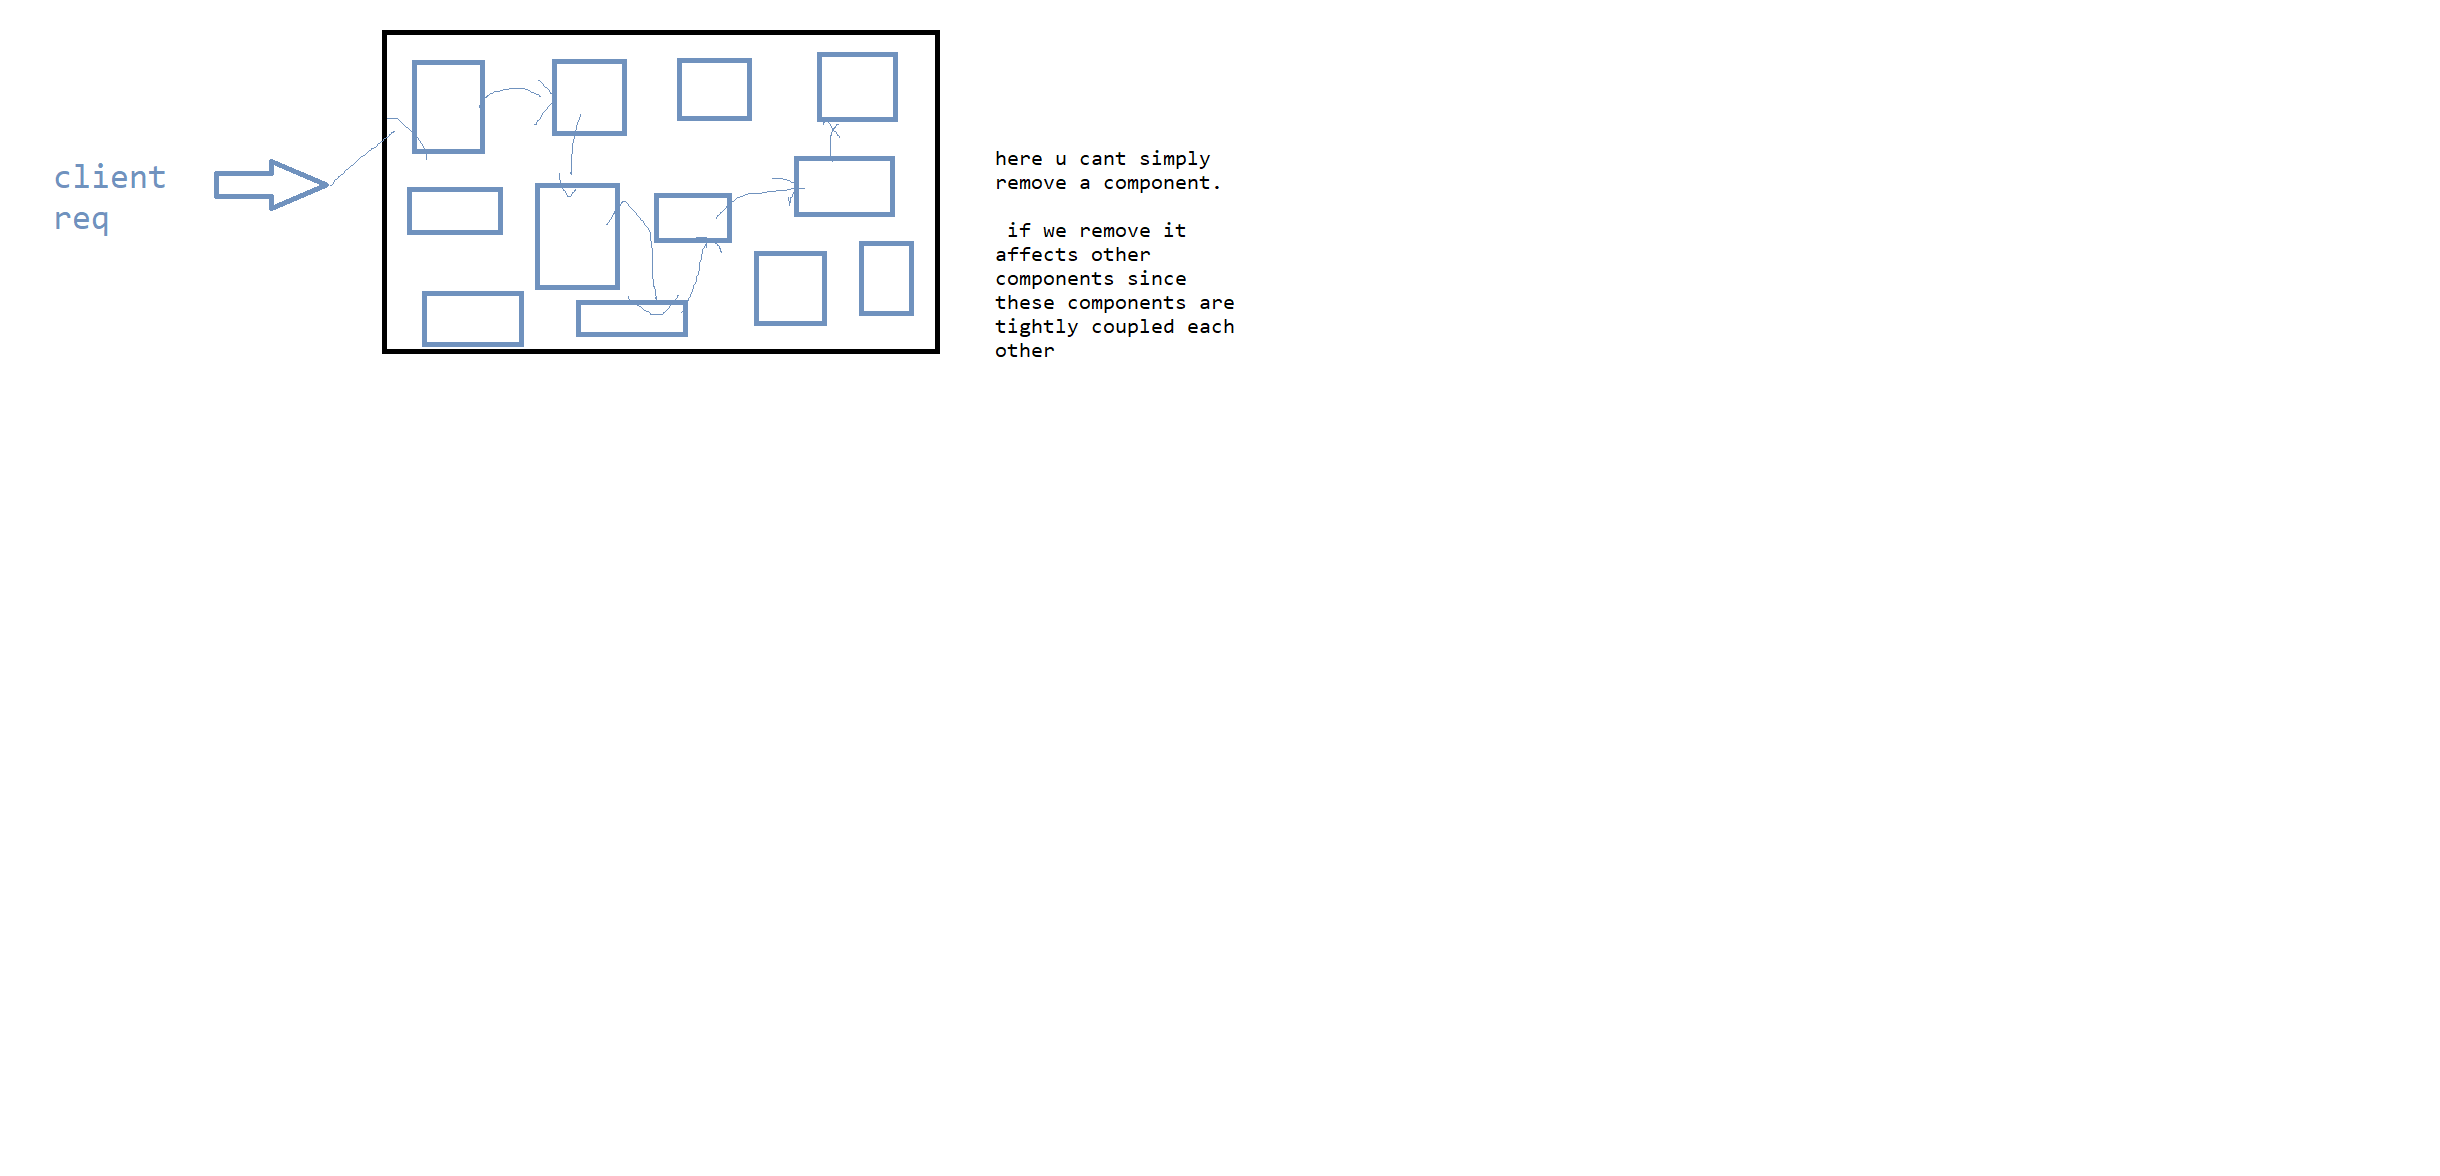 client
req
here u cant simply
remove a component.
if we remove it
affects other
components since
these components are
tightly coupled each
other